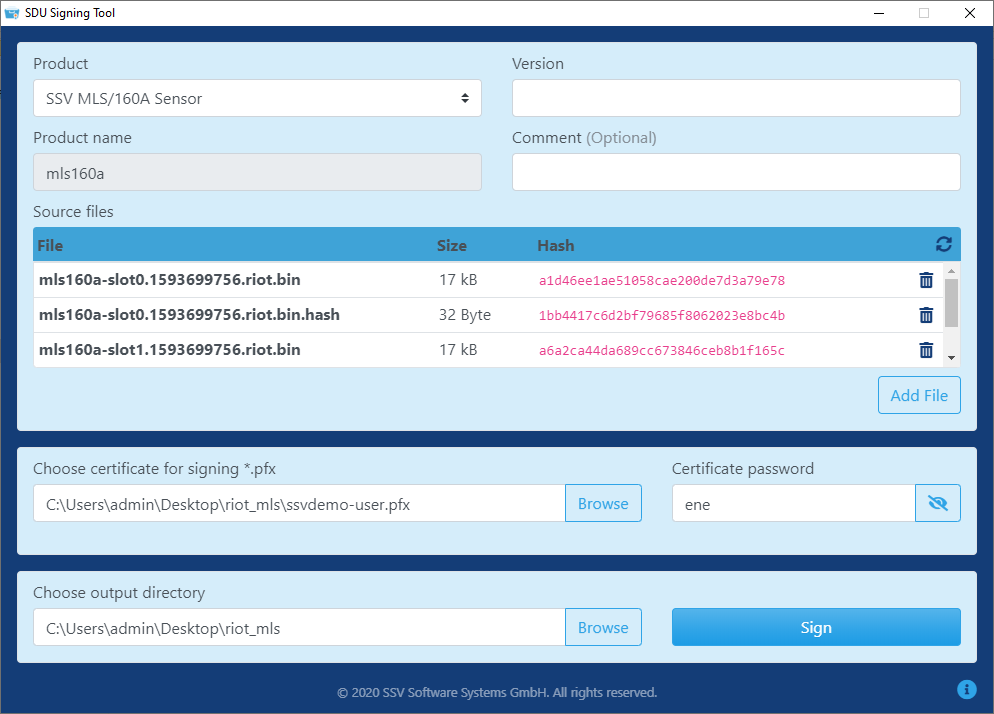 SDU Signing Tool
Product
Version
SSV MLS/160A Sensor
Product name
Comment (Optional)
mls160a
Source files
File Size Hash
mls160a-slot0.1593699756.riot.bin 17 kB a1d46ee1ae51058cae200de7d3a79e78
mls160a-slot0.1593699756.riot.bin.hash 32 Byte 1bb4417c6d2bf79685f8062023e8bc4b
mls160a-slot1.1593699756.riot.bin 17 kB a6a2ca44da689cc673846ceb8b1f165c
Add File
Choose certificate for signing *.pfx
Certificate password
C:\Users\admin\Desktop\riot_mls\ssvdemo-user.pfx Browse
ene
Choose output directory
C:\Users\admin\Desktop\riot_mls Browse
Sign
© 2020 SSV Software Systems GmbH. All rights reserved.